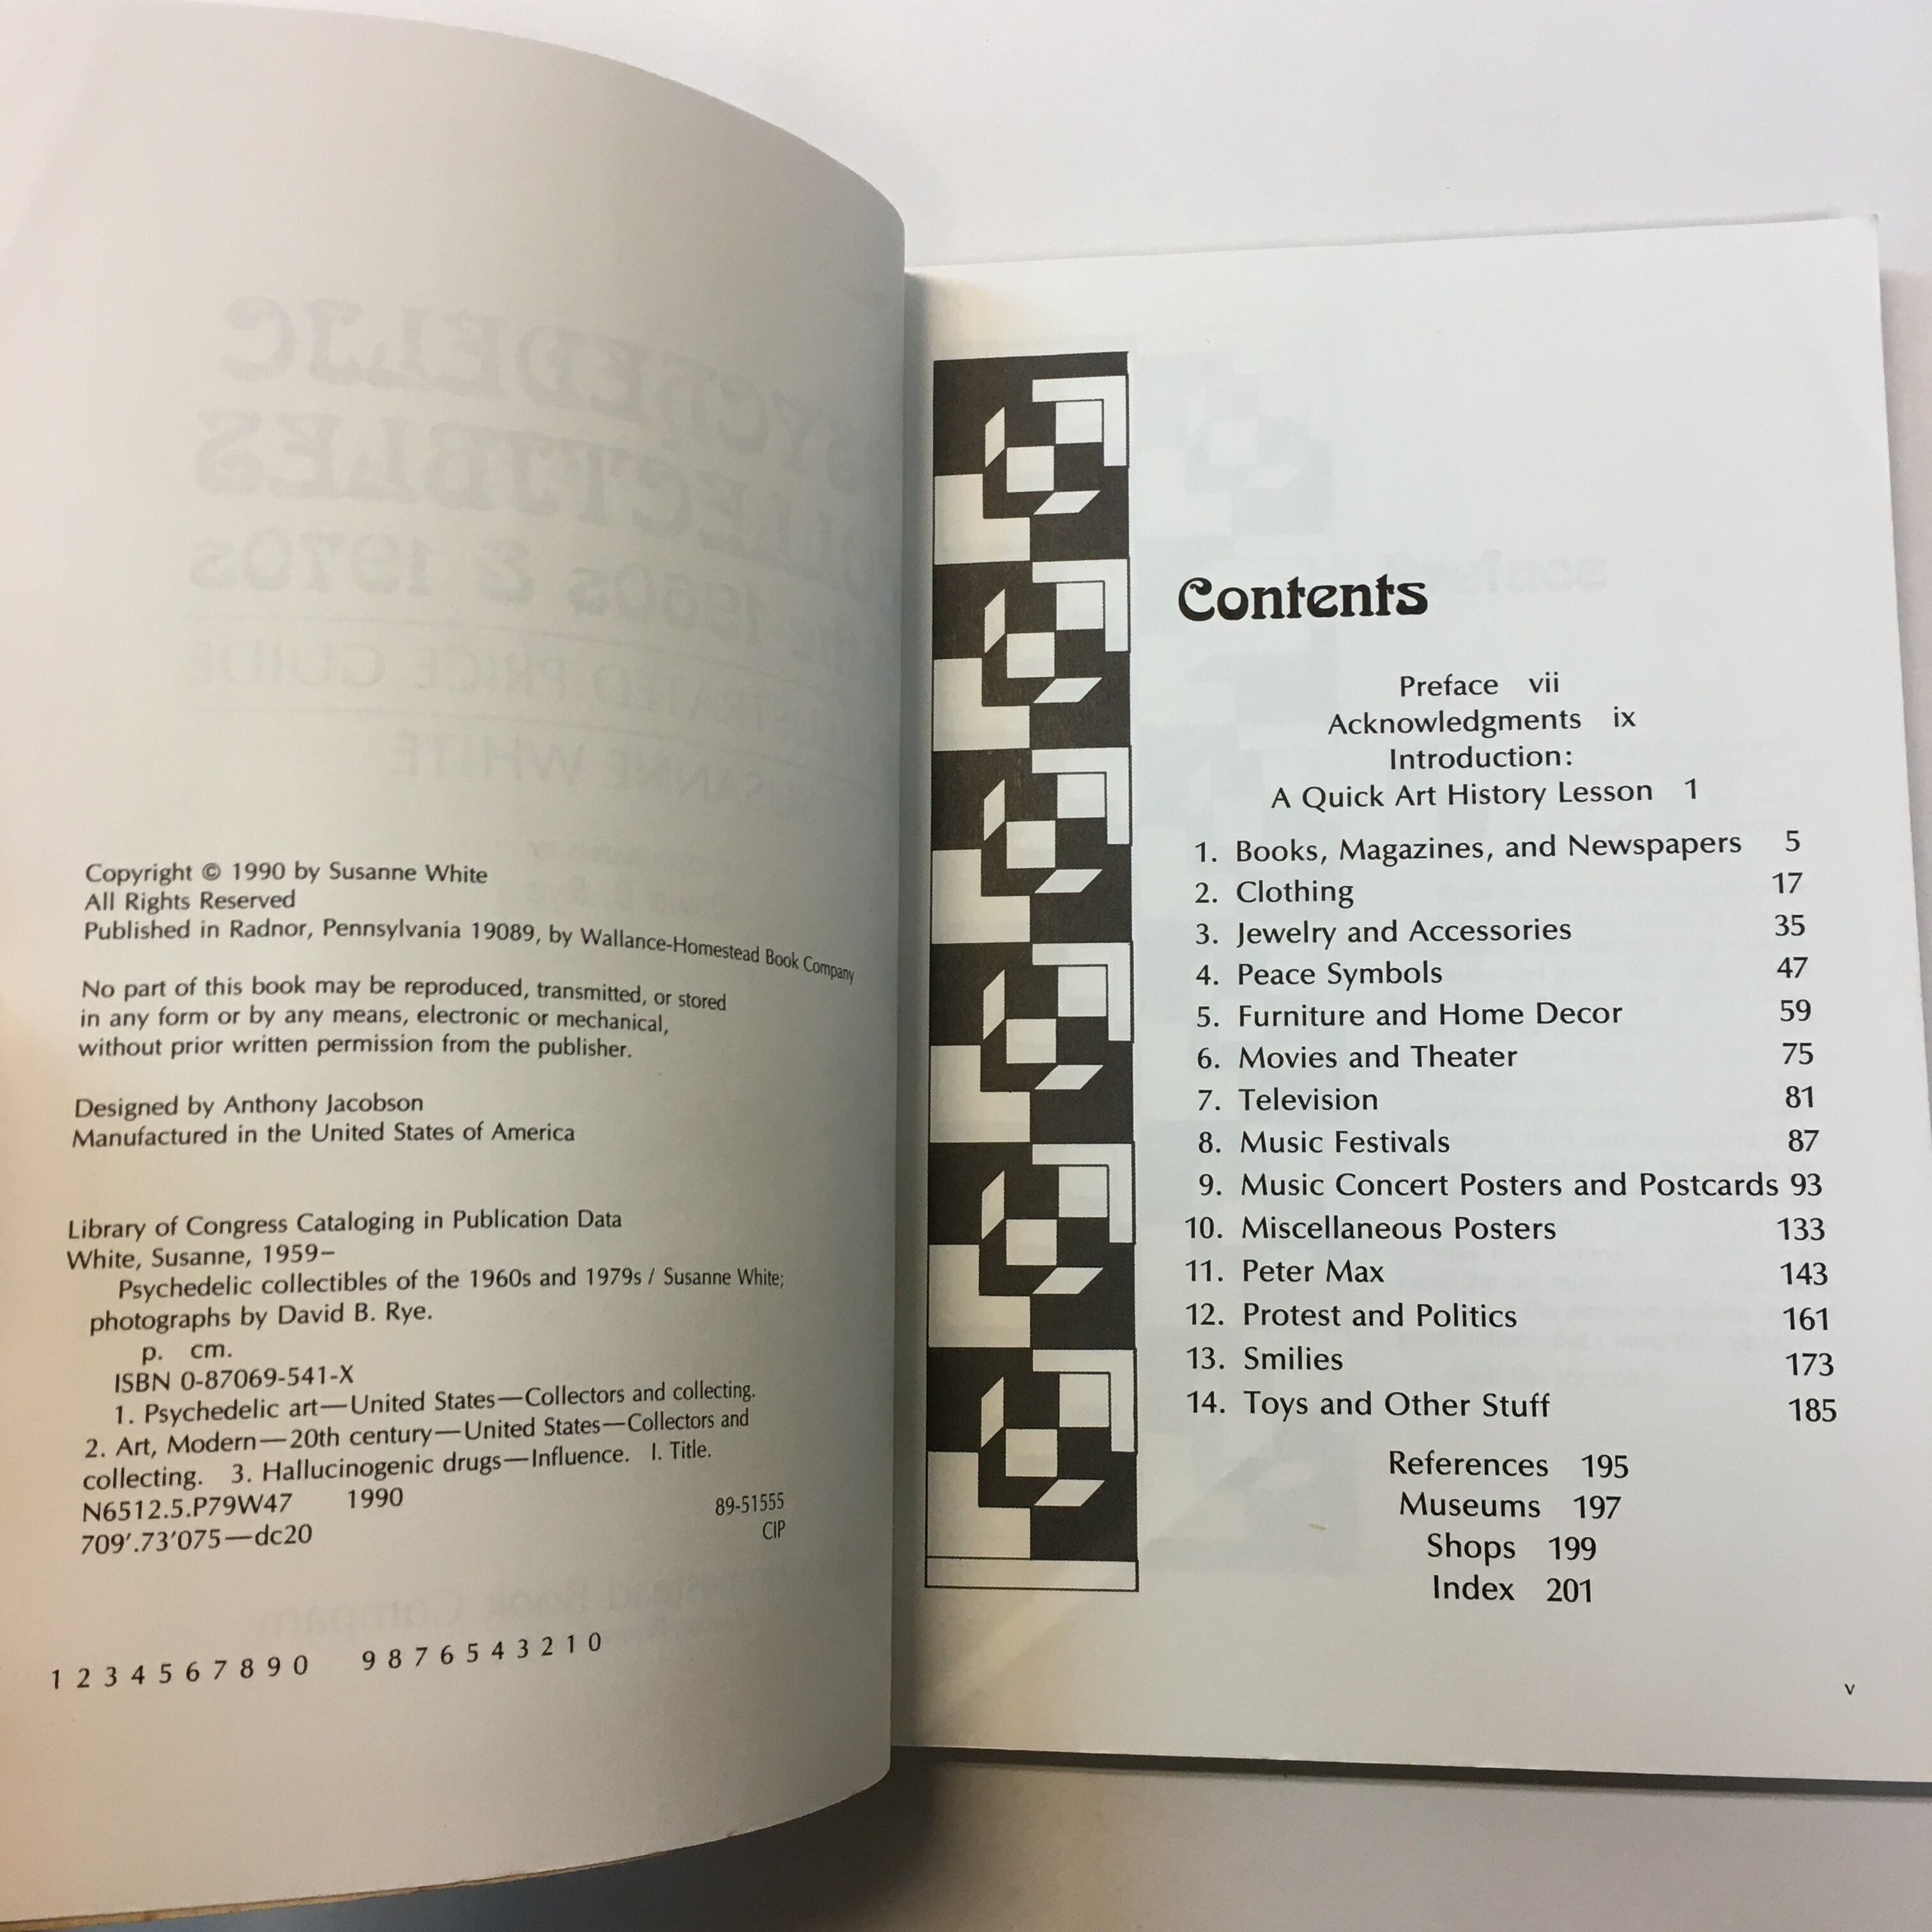 Copyright © 1990 by Susanne White
All Rights Reserved
Published in Radnor, Pennsylvania 19089, by Wallance-Homestead Book Company
No part of this book may be reproduced, transmitted, or stored
in any form or by any means, electronic or mechanical,
without prior written permission from the publisher.
Designed by Anthony Jacobson
Manufactured in the United States of America
Library of Congress Cataloging in Publication Data
White, Susanne, 1959–
Psychedelic collectibles of the 1960s and 1979s / Susanne White;
photographs by David B. Rye.
p. cm.
ISBN 0-87069-541-X
1. Psychedelic art—United States—Collectors and collecting.
2. Art, Modern—20th century—United States—Collectors and
collecting. 3. Hallucinogenic drugs—Influence. I. Title.
N6512.5.P79W47 1990 89-51555
709'.73'075—dc20 CIP
1 2 3 4 5 6 7 8 9 0 9 8 7 6 5 4 3 2 1 0
Contents
Preface vii
Acknowledgments ix
Introduction:
A Quick Art History Lesson 1
1. Books, Magazines, and Newspapers 5
2. Clothing 17
3. Jewelry and Accessories 35
4. Peace Symbols 47
5. Furniture and Home Decor 59
6. Movies and Theater 75
7. Television 81
8. Music Festivals 87
9. Music Concert Posters and Postcards 93
10. Miscellaneous Posters 133
11. Peter Max 143
12. Protest and Politics 161
13. Smilies 173
14. Toys and Other Stuff 185
References 195
Museums 197
Shops 199
Index 201
v